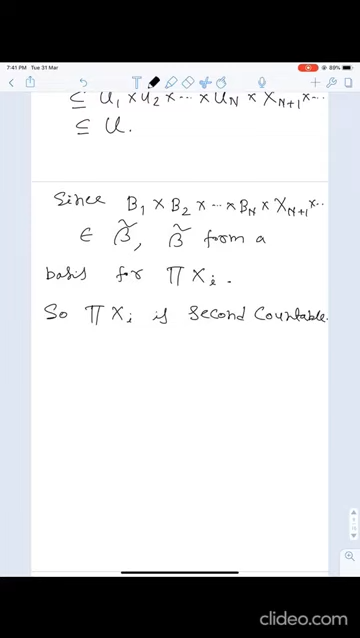 7:41 PM Tue 31 Mar
89%
⊆ U₁ × U₂ × ... × U_N × X_{N+1} × ...
⊆ U.
Since B₁ × B₂ × ... × B_N × X_{N+1} × ...
∈ B̃, B̃ form a
basis for Π X_i.
So Π X_i is second countable.
clideo.com